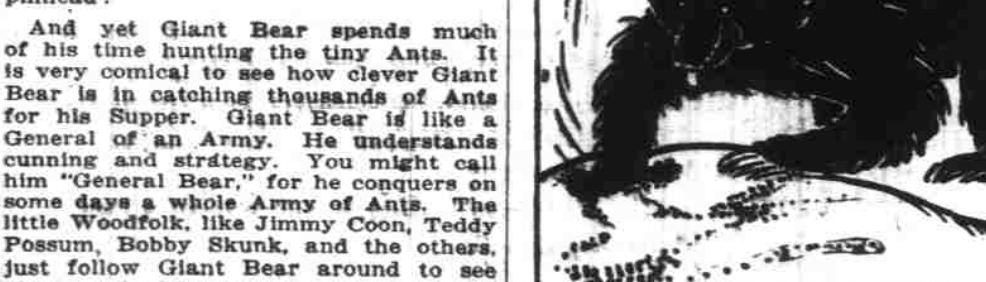 And yet Giant Bear spends much
of his time hunting the tiny Ants. It
is very comical to see how clever Giant
Bear is in catching thousands of Ants
for his Supper. Giant Bear is like a
General of an Army. He understands
cunning and strategy. You might call
him "General Bear," for he conquers on
some days a whole Army of Ants. The
little Woodfolk, like Jimmy Coon, Teddy
Possum, Bobby Skunk, and the others,
just follow Giant Bear around to see